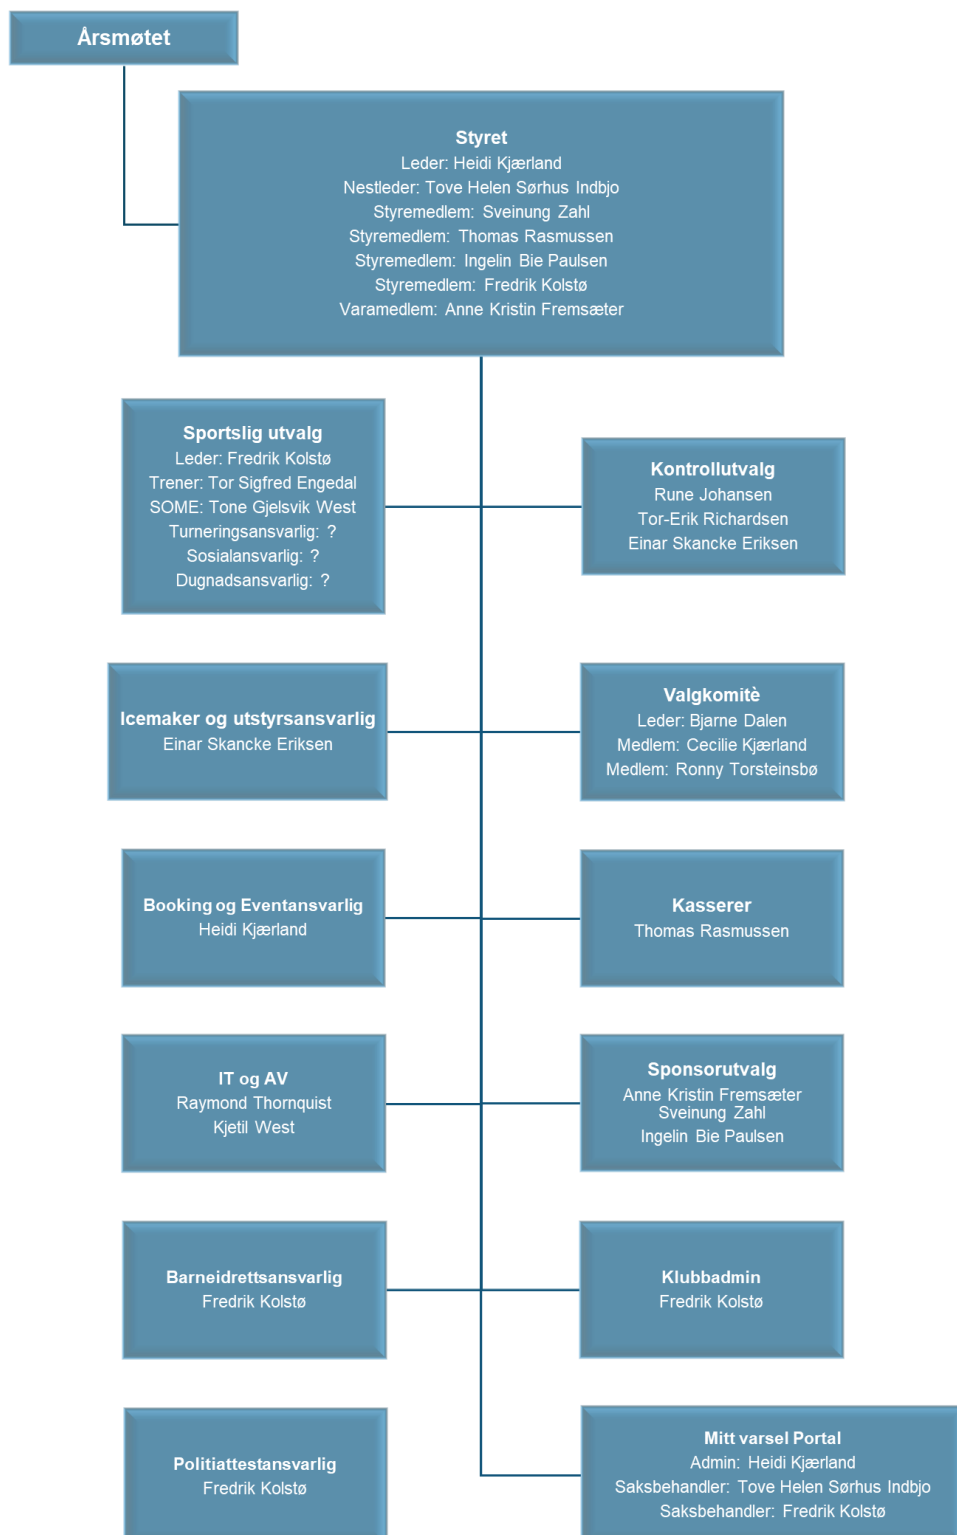 Årsmøtet
Styret
Leder: Heidi Kjærland
Nestleder: Tove Helen Sørhus Indbjo
Styremedlem: Sveinung Zahl
Styremedlem: Thomas Rasmussen
Styremedlem: Ingelin Bie Paulsen
Styremedlem: Fredrik Kolstø
Varamedlem: Anne Kristin Fremsæter
Sportslig utvalg
Leder: Fredrik Kolstø
Trener: Tor Sigfred Engedal
SOME: Tone Gjelsvik West
Turneringsansvarlig: ?
Sosialansvarlig: ?
Dugnadsansvarlig: ?
Kontrollutvalg
Rune Johansen
Tor-Erik Richardsen
Einar Skancke Eriksen
Icemaker og utstyrsansvarlig
Einar Skancke Eriksen
Valgkomitè
Leder: Bjarne Dalen
Medlem: Cecilie Kjærland
Medlem: Ronny Torsteinsbø
Booking og Eventansvarlig
Heidi Kjærland
Kasserer
Thomas Rasmussen
IT og AV
Raymond Thornquist
Kjetil West
Sponsorutvalg
Anne Kristin Fremsæter
Sveinung Zahl
Ingelin Bie Paulsen
Barneidrettsansvarlig
Fredrik Kolstø
Klubbadmin
Fredrik Kolstø
Politiattestansvarlig
Fredrik Kolstø
Mitt varsel Portal
Admin: Heidi Kjærland
Saksbehandler: Tove Helen Sørhus Indbjo
Saksbehandler: Fredrik Kolstø